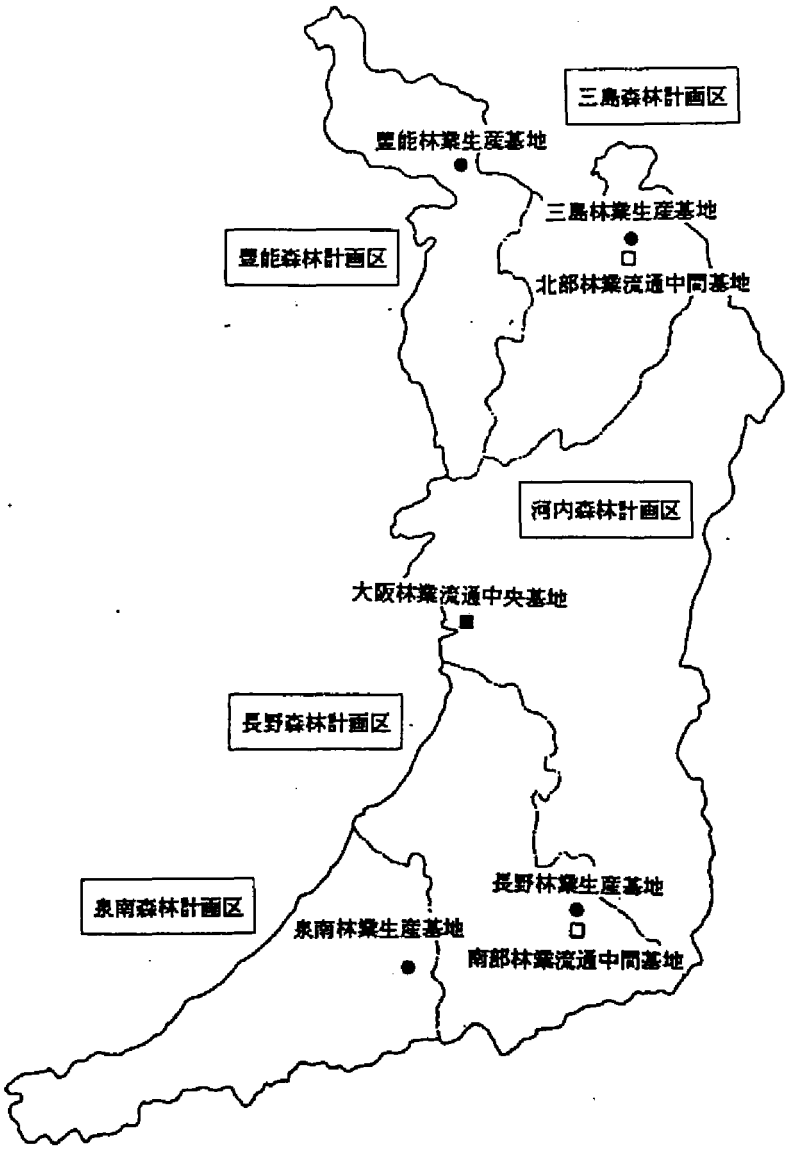 三島森林計画区
豊能林業生産基地
三島林業生産基地
豊能森林計画区
北部林業流通中間基地
河内森林計画区
大阪林業流通中央基地
長野森林計画区
長野林業生産基地
泉南森林計画区
泉南林業生産基地
南部林業流通中間基地